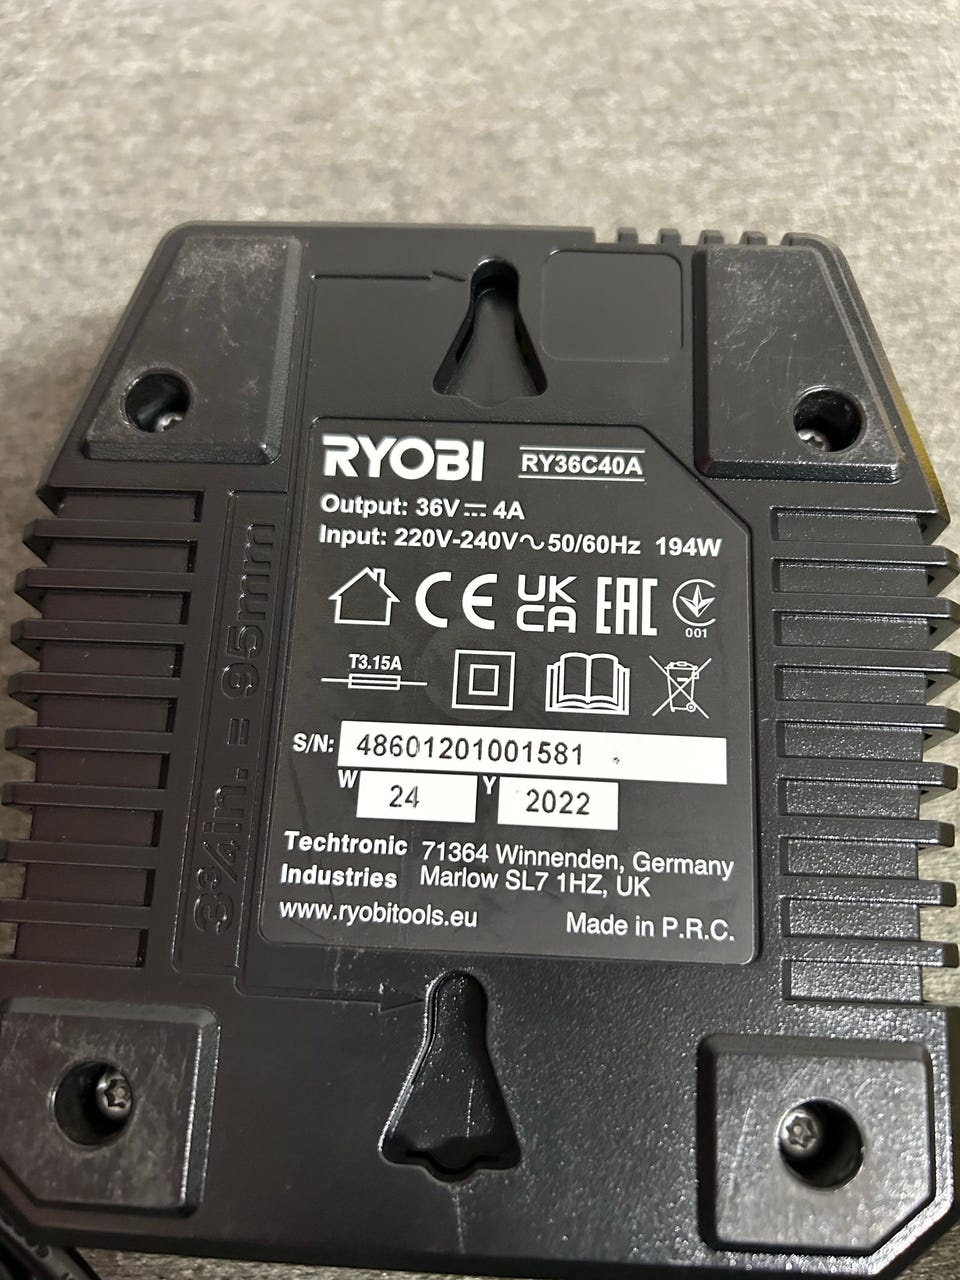 RYOBI RY36C40A
Output: 36V⎓ 4A
Input: 220V-240V∿50/60Hz 194W
CE UK CA EAC 001
T3.15A
S/N: 48601201001581
W 24 Y 2022
Techtronic Industries
71364 Winnenden, Germany
Marlow SL7 1HZ, UK
www.ryobitools.eu Made in P.R.C.
3¾in. = 95mm